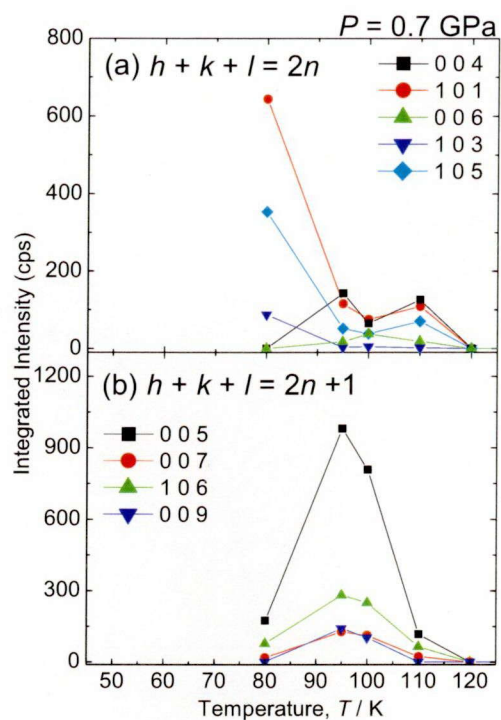 P = 0.7 GPa
800
(a) h + k + l = 2n
0 0 4
1 0 1
0 0 6
1 0 3
1 0 5
600
400
200
0
Integrated Intensity (cps)
1200
(b) h + k + l = 2n +1
0 0 5
0 0 7
1 0 6
0 0 9
900
600
300
0
50 60 70 80 90 100 110 120
Temperature, T / K